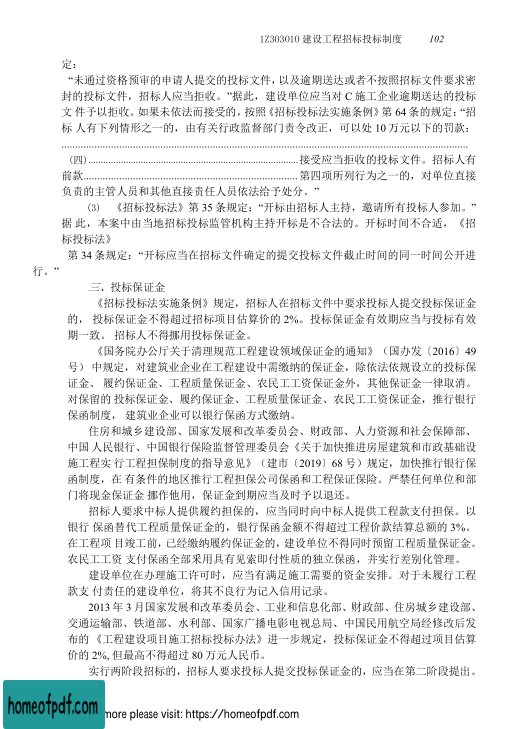 1Z303010 建设工程招标投标制度 102
定：
“未通过资格预审的申请人提交的投标文件，以及逾期送达或者不按照招标文件要求密
封的投标文件，招标人应当拒收。”据此，建设单位应当对 C 施工企业逾期送达的投标
文 件予以拒收。如果未依法而接受的，按照《招标投标法实施条例》第 64 条的规定：“招
标 人有下列情形之一的，由有关行政监督部门责令改正，可以处 10 万元以下的罚款；
......................................................................................................................................
(四)......................................................................接受应当拒收的投标文件。招标人有
前款.......................................................................第四项所列行为之一的，对单位直接
负责的主管人员和其他直接责任人员依法给予处分。”
⑶ 《招标投标法》第 35 条规定：“开标由招标人主持，邀请所有投标人参加。”
据 此，本案中由当地招标投标监管机构主持开标是不合法的。开标时间不合适，《招
标投标法》
第 34 条规定：“开标应当在招标文件确定的提交投标文件截止时间的同一时间公开进
行。”
三、投标保证金
《招标投标法实施条例》规定，招标人在招标文件中要求投标人提交投标保证金
的， 投标保证金不得超过招标项目估算价的 2%。投标保证金有效期应当与投标有效
期一致。 招标人不得挪用投标保证金。
《国务院办公厅关于清理规范工程建设领域保证金的通知》（国办发〔2016〕49
号） 中规定，对建筑业企业在工程建设中需缴纳的保证金，除依法依规设立的投标保
证金、 履约保证金、工程质量保证金、农民工工资保证金外，其他保证金一律取消。
对保留的 投标保证金、履约保证金、工程质量保证金、农民工工资保证金，推行银行
保函制度， 建筑业企业可以银行保函方式缴纳。
住房和城乡建设部、国家发展和改革委员会、财政部、人力资源和社会保障部、
中国 人民银行、中国银行保险监督管理委员会《关于加快推进房屋建筑和市政基础设
施工程实 行工程担保制度的指导意见》（建市〔2019〕68 号）规定，加快推行银行保
函制度，在 有条件的地区推行工程担保公司保函和工程保证保险。严禁任何单位和部
门将现金保证金 挪作他用，保证金到期应当及时予以退还。
招标人要求中标人提供履约担保的，应当同时向中标人提供工程款支付担保。以
银行 保函替代工程质量保证金的，银行保函金额不得超过工程价款结算总额的 3%。
在工程项 目竣工前，已经缴纳履约保证金的，建设单位不得同时预留工程质量保证金。
农民工工资 支付保函全部采用具有见索即付性质的独立保函，并实行差别化管理。
建设单位在办理施工许可时，应当有满足施工需要的资金安排。对于未履行工程
款支 付责任的建设单位，将其不良行为记入信用记录。
2013 年 3 月国家发展和改革委员会、工业和信息化部、财政部、住房城乡建设部、
交通运输部、铁道部、水利部、国家广播电影电视总局、中国民用航空局经修改后发
布的 《工程建设项目施工招标投标办法》进一步规定，投标保证金不得超过项目估算
价的 2%, 但最高不得超过 80 万元人民币。
实行两阶段招标的，招标人要求投标人提交投标保证金的，应当在第二阶段提出。
homeofpdf.com
more please visit: https://homeofpdf.com